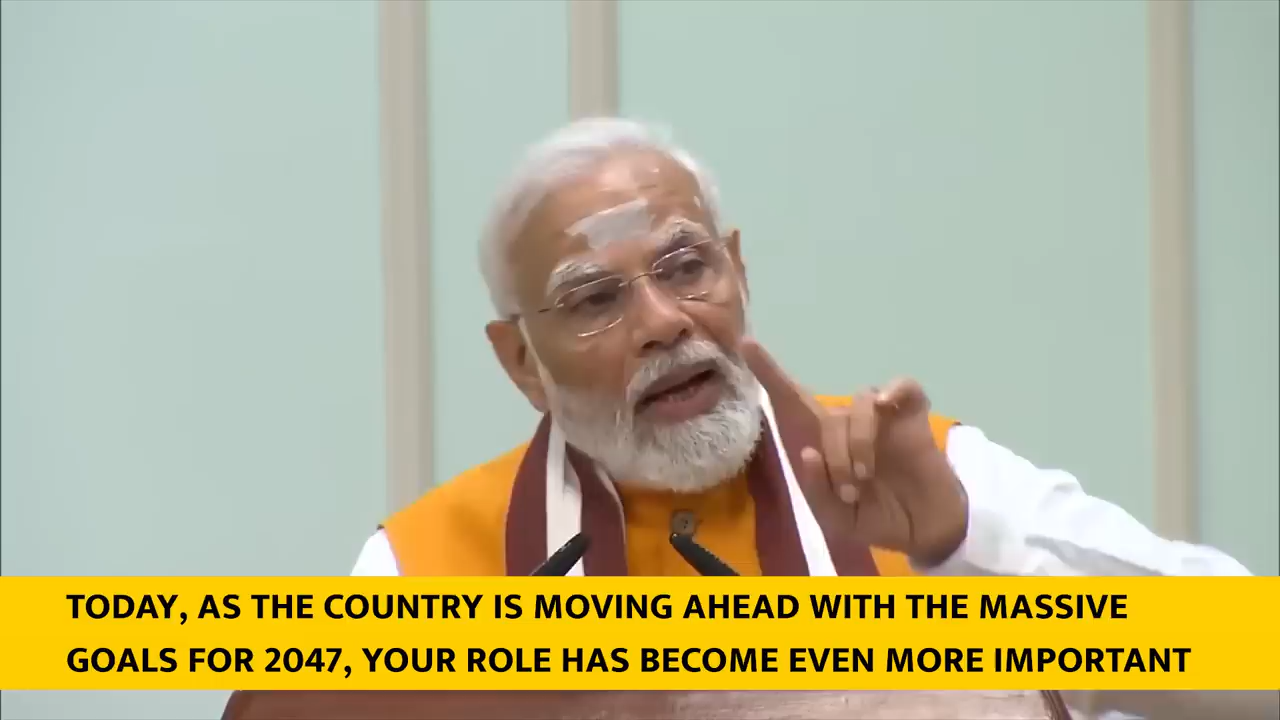 TODAY, AS THE COUNTRY IS MOVING AHEAD WITH THE MASSIVE
GOALS FOR 2047, YOUR ROLE HAS BECOME EVEN MORE IMPORTANT